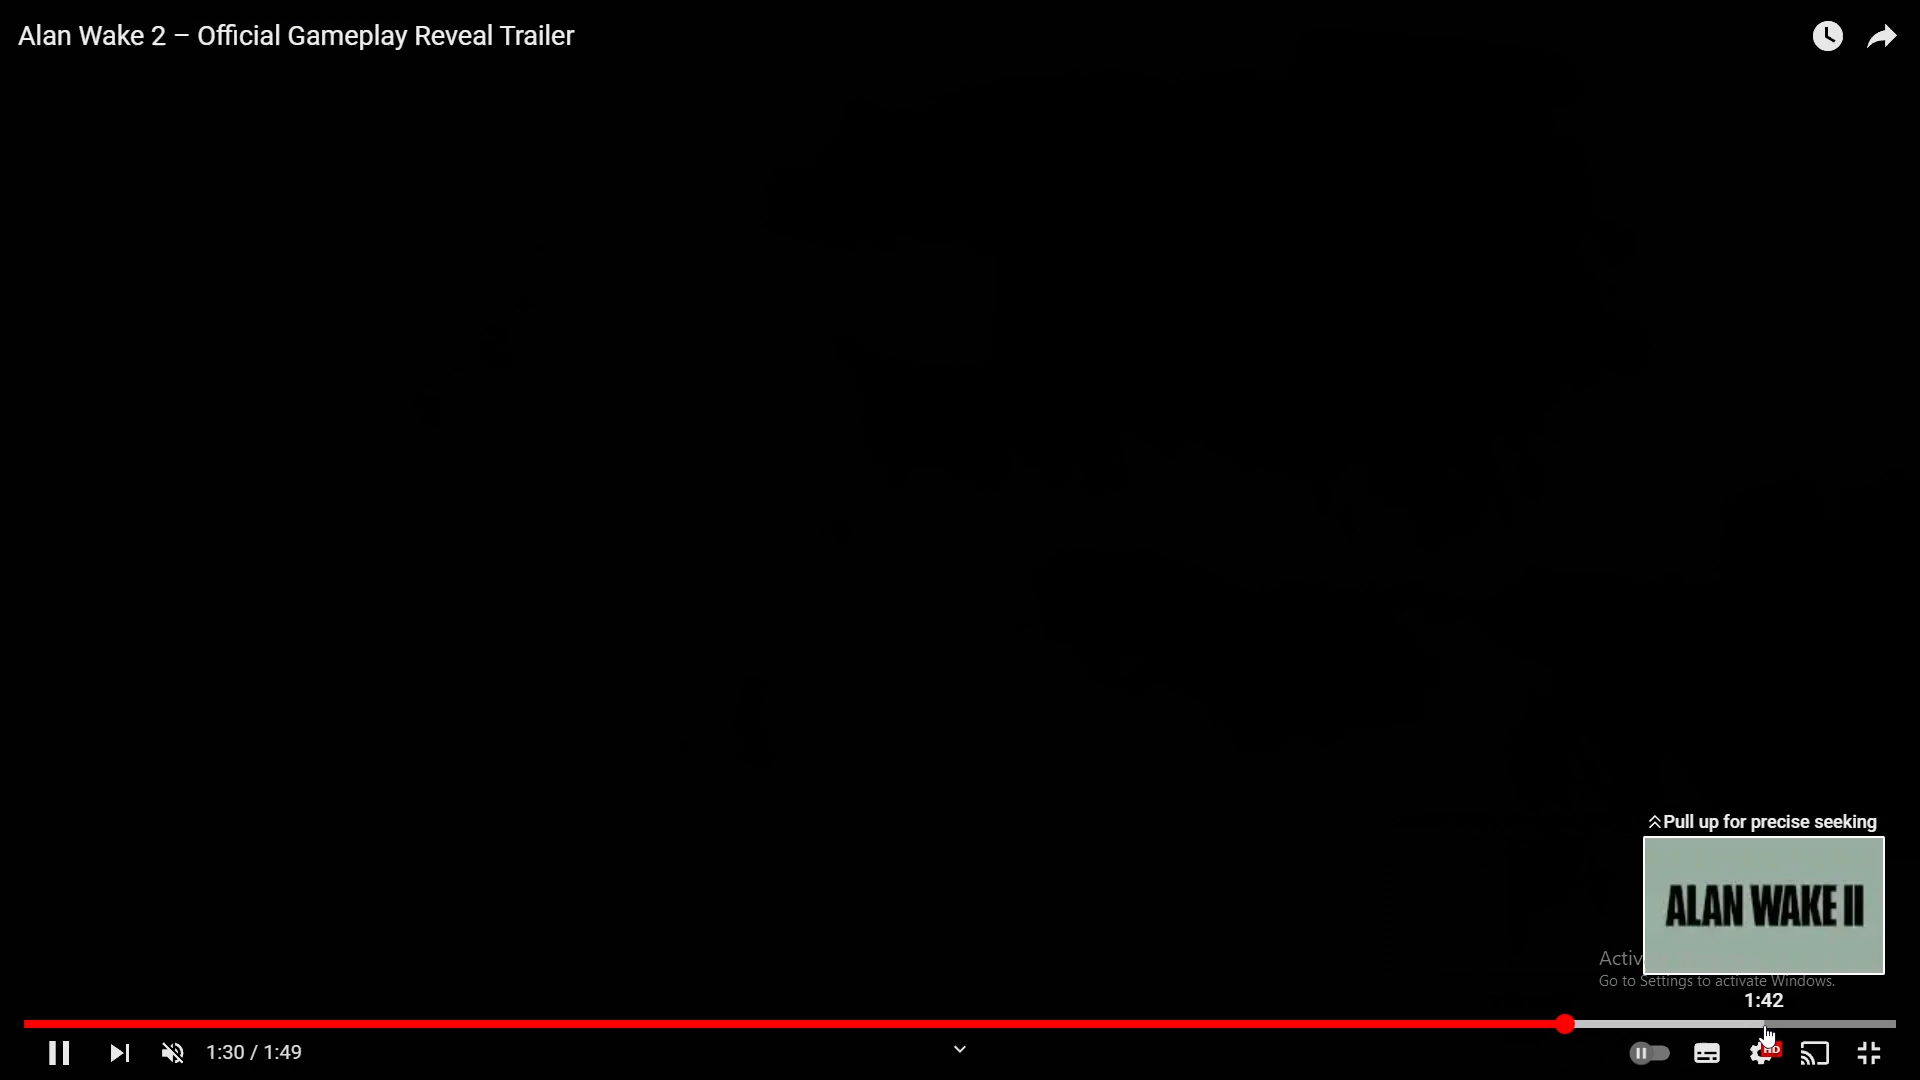 Alan Wake 2 – Official Gameplay Reveal Trailer
Pull up for precise seeking
ALAN WAKE II
Go to Settings to activate Windows.
1:42
1:30 / 1:49
HD